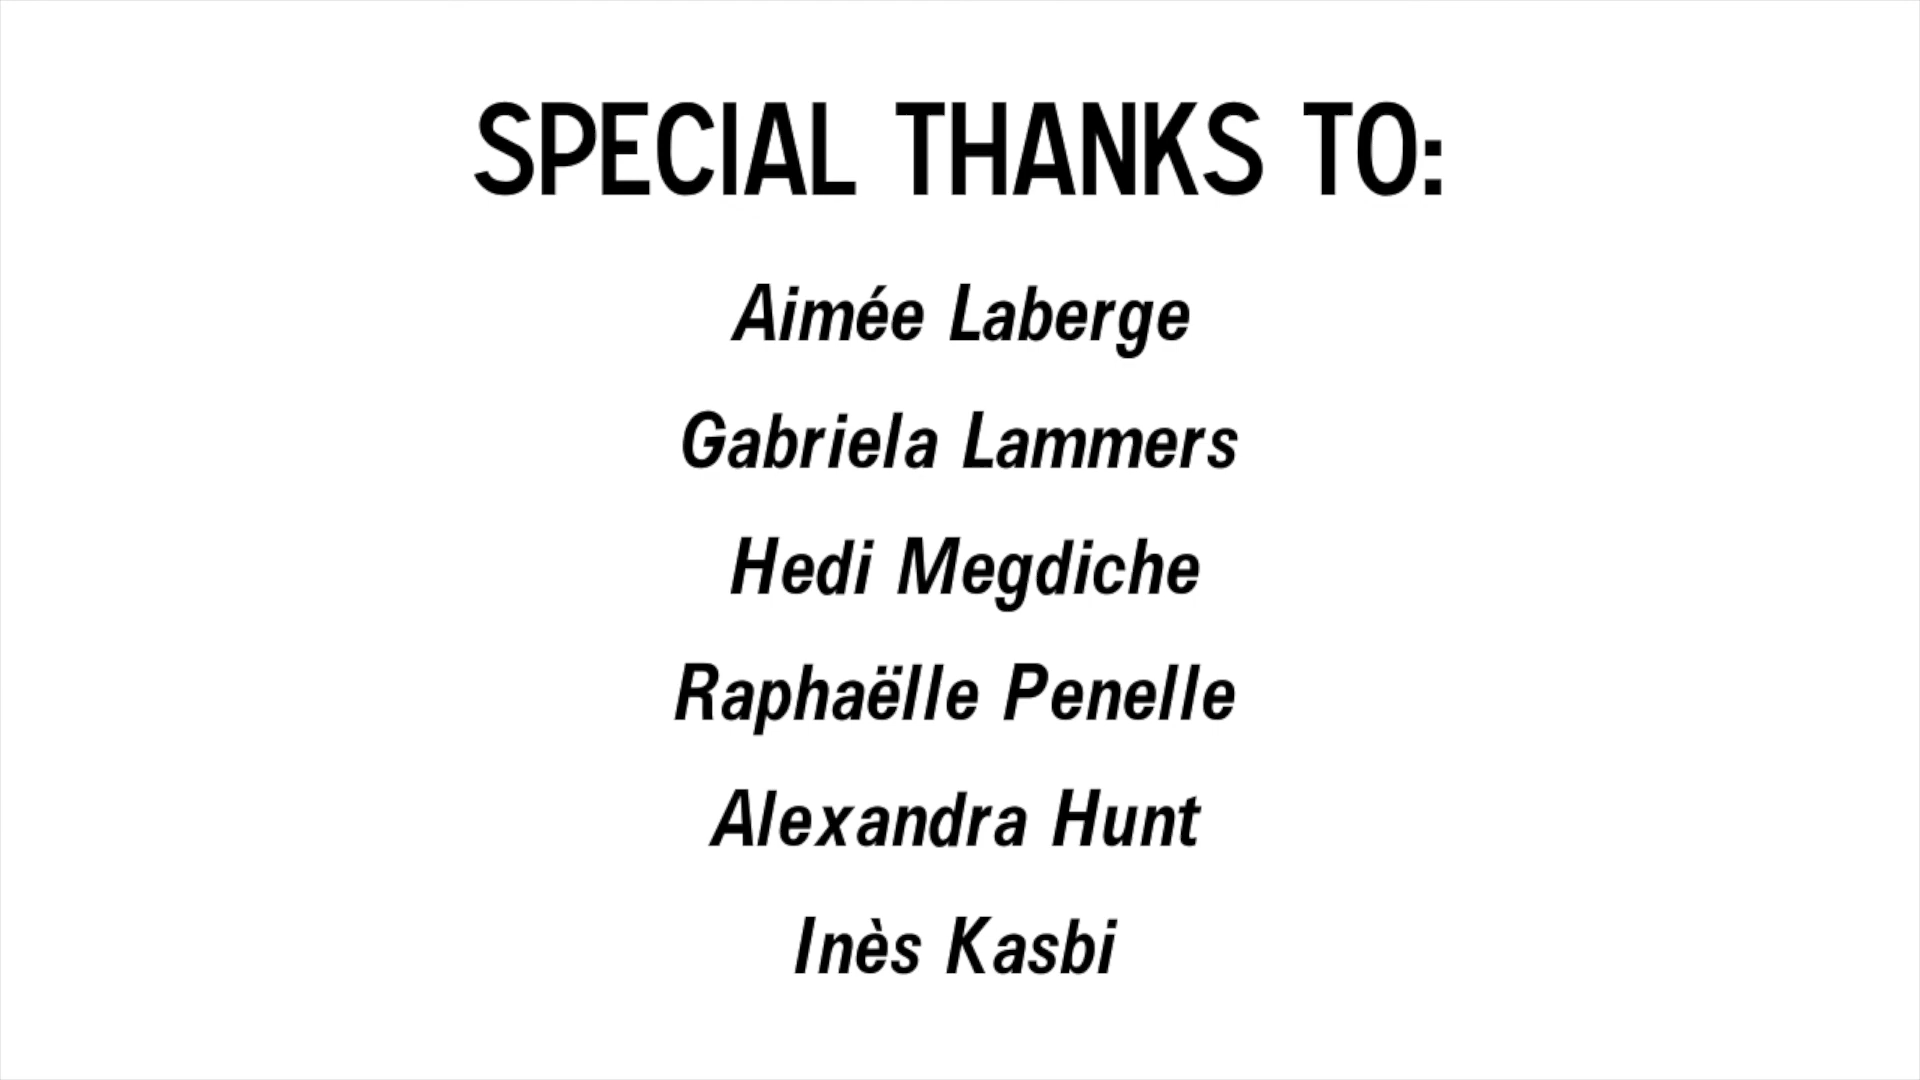 SPECIAL THANKS TO:
Aimée Laberge
Gabriela Lammers
Hedi Megdiche
Raphaëlle Penelle
Alexandra Hunt
Inès Kasbi